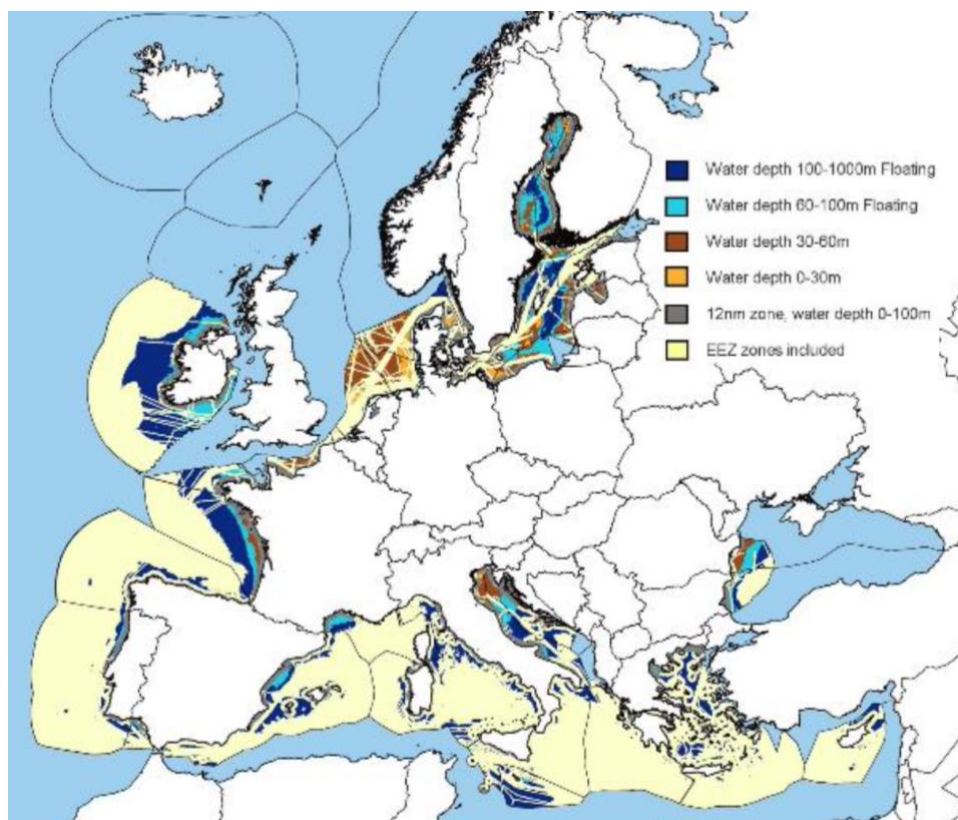 Water depth 100-1000m Floating
Water depth 60-100m Floating
Water depth 30-60m
Water depth 0-30m
12nm zone, water depth 0-100m
EEZ zones included